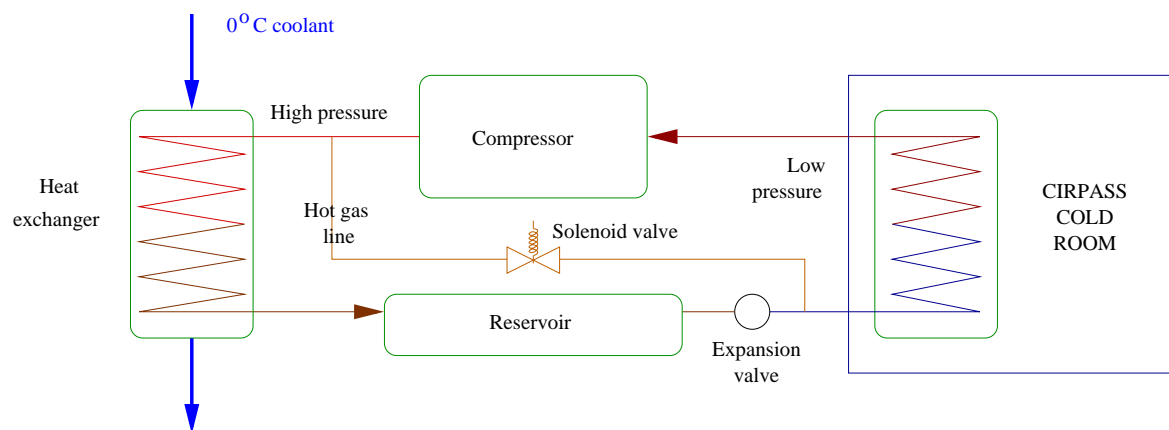 0° C coolant
High pressure
Compressor
Heat
exchanger
Hot gas
line
Solenoid valve
Low
pressure
CIRPASS
COLD
ROOM
Reservoir
Expansion
valve